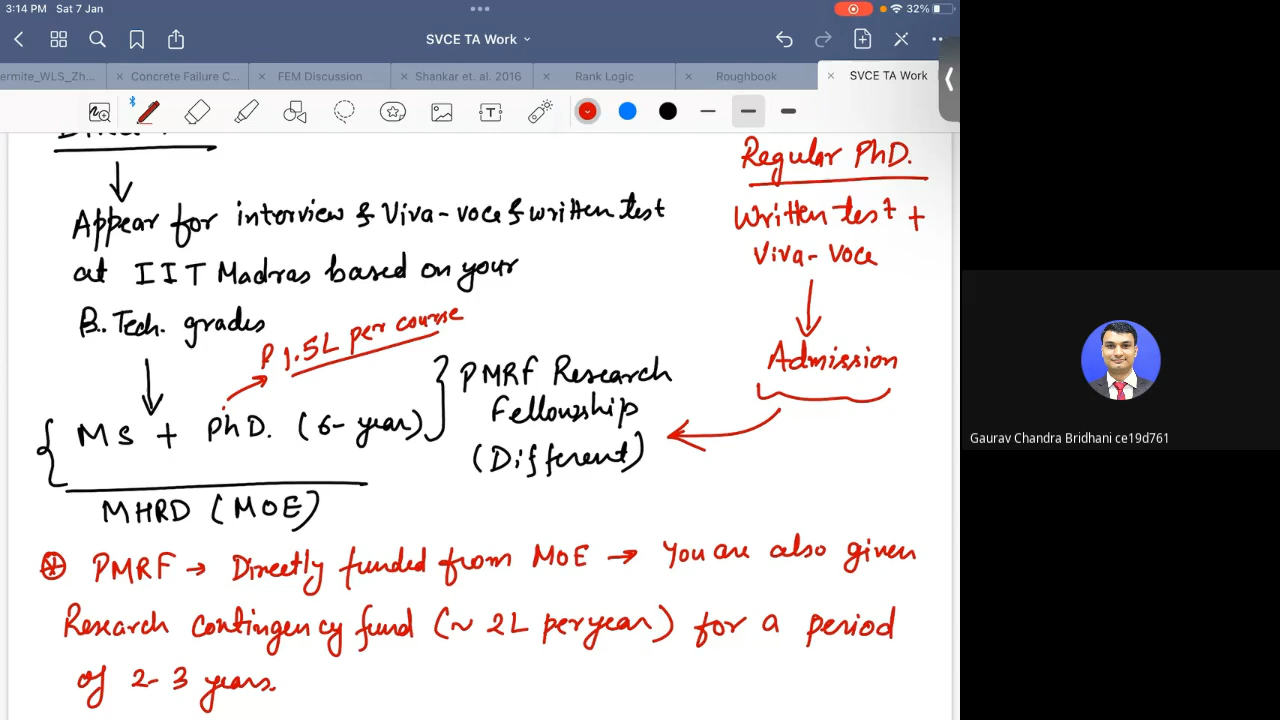 3:14 PM Sat 7 Jan
32%
SVCE TA Work
ermite_WLS_Zh...
Concrete Failure C...
FEM Discussion
Shankar et. al. 2016
Rank Logic
Roughbook
SVCE TA Work
Regular PhD.
Written test +
Viva-voce
Admission
Appear for interview & Viva-voce & written test
at IIT Madras based on your
B.Tech. grades
1.5L per course
MS + PhD. (6-year)
PMRF Research
Fellowship
(Different)
MHRD (MOE)
PMRF → Directly funded from MoE → You are also given
Research contingency fund (~ 2L per year) for a period
of 2-3 years.
Gaurav Chandra Bridhani ce19d761